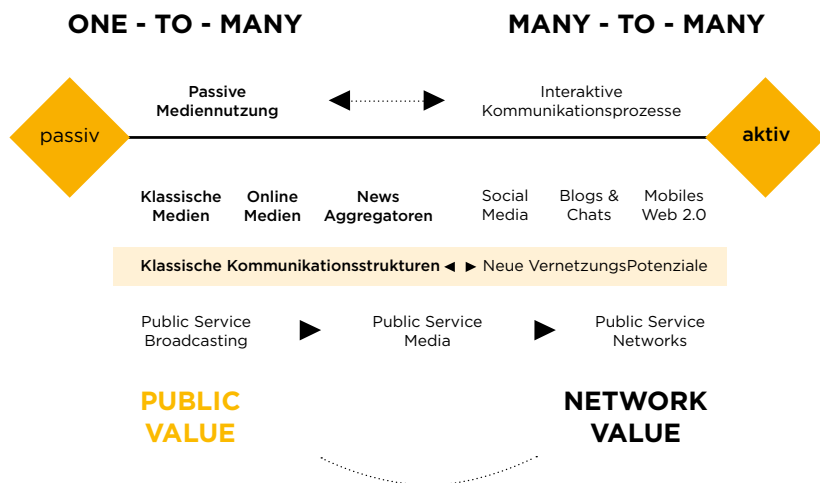 ONE - TO - MANY
MANY - TO - MANY
Passive
Mediennutzung
Interaktive
Kommunikationsprozesse
passiv
aktiv
Klassische
Medien
Online
Medien
News
Aggregatoren
Social
Media
Blogs &
Chats
Mobiles
Web 2.0
Klassische Kommunikationsstrukturen ◄ ► Neue VernetzungsPotenziale
Public Service
Broadcasting
Public Service
Media
Public Service
Networks
PUBLIC
VALUE
NETWORK
VALUE